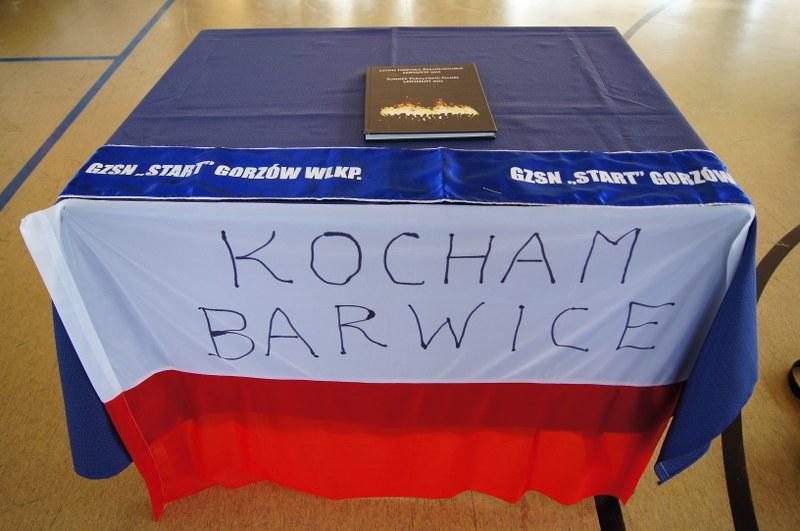 GZSN „START” GORZÓW WLKP.
GZSN „START” GORZÓW
KOCHAM
BARWICE